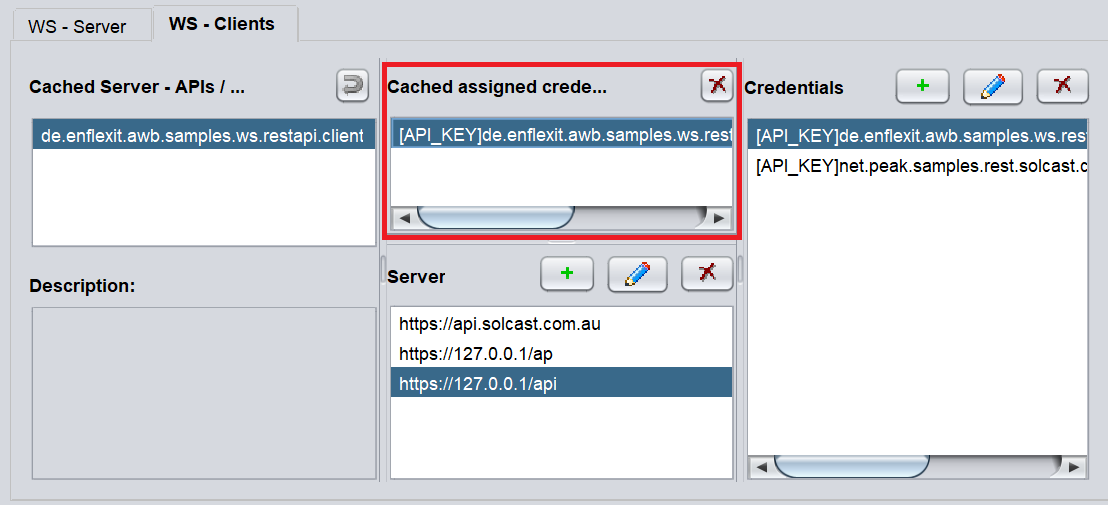 WS - Server
WS - Clients
Cached Server - APIs / ...
de.enflexit.awb.samples.ws.restapi.client
Description:
Cached assigned crede...
[API_KEY]de.enflexit.awb.samples.ws.rest
Server
https://api.solcast.com.au
https://127.0.0.1/ap
https://127.0.0.1/api
Credentials
[API_KEY]de.enflexit.awb.samples.ws.res
[API_KEY]net.peak.samples.rest.solcast.c